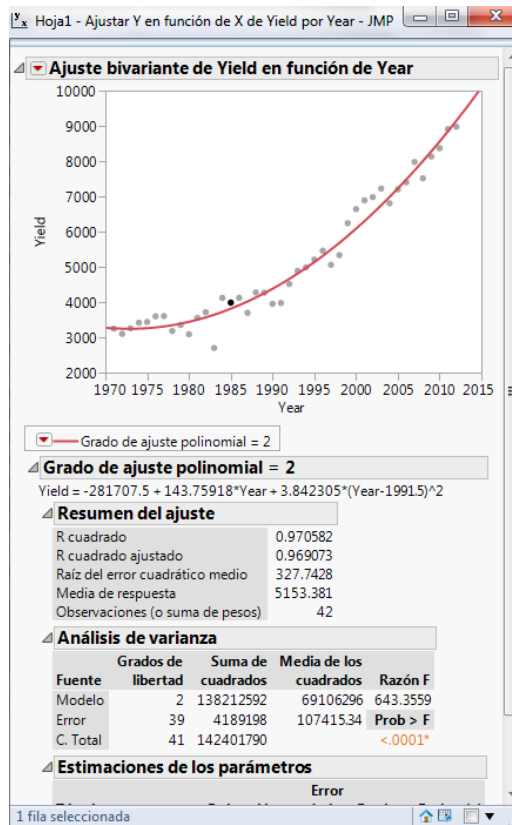 Hoja1 - Ajustar Y en función de X de Yield por Year - JMP
Ajuste bivariante de Yield en función de Year
10000
9000
8000
7000
6000
5000
4000
3000
2000
Yield
1970 1975 1980 1985 1990 1995 2000 2005 2010 2015
Year
Grado de ajuste polinomial = 2
Grado de ajuste polinomial = 2
Yield = -281707.5 + 143.75918*Year + 3.842305*(Year-1991.5)^2
Resumen del ajuste
R cuadrado 0.970582
R cuadrado ajustado 0.969073
Raíz del error cuadrático medio 327.7428
Media de respuesta 5153.381
Observaciones (o suma de pesos) 42
Análisis de varianza
Grados de Suma de Media de los
Fuente libertad cuadrados cuadrados Razón F
Modelo 2 138212592 69106296 643.3559
Error 39 4189198 107415.34 Prob > F
C. Total 41 142401790 <.0001*
Estimaciones de los parámetros
Error
1 fila seleccionada